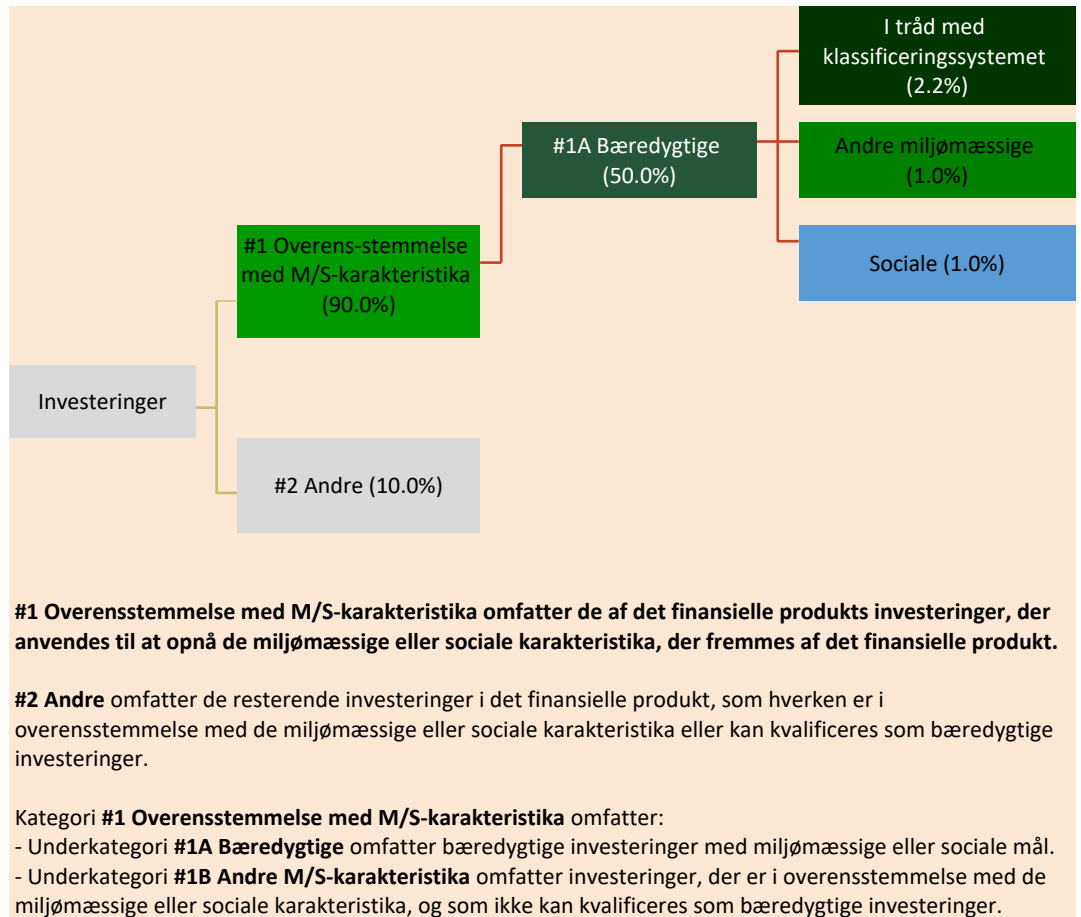 I tråd med
klassificeringssystemet
(2.2%)
#1A Bæredygtige
(50.0%)
Andre miljømæssige
(1.0%)
#1 Overens-stemmelse
med M/S-karakteristika
(90.0%)
Sociale (1.0%)
Investeringer
#2 Andre (10.0%)
#1 Overensstemmelse med M/S-karakteristika omfatter de af det finansielle produkts investeringer, der
anvendes til at opnå de miljømæssige eller sociale karakteristika, der fremmes af det finansielle produkt.
#2 Andre omfatter de resterende investeringer i det finansielle produkt, som hverken er i
overensstemmelse med de miljømæssige eller sociale karakteristika eller kan kvalificeres som bæredygtige
investeringer.
Kategori #1 Overensstemmelse med M/S-karakteristika omfatter:
- Underkategori #1A Bæredygtige omfatter bæredygtige investeringer med miljømæssige eller sociale mål.
- Underkategori #1B Andre M/S-karakteristika omfatter investeringer, der er i overensstemmelse med de
miljømæssige eller sociale karakteristika, og som ikke kan kvalificeres som bæredygtige investeringer.